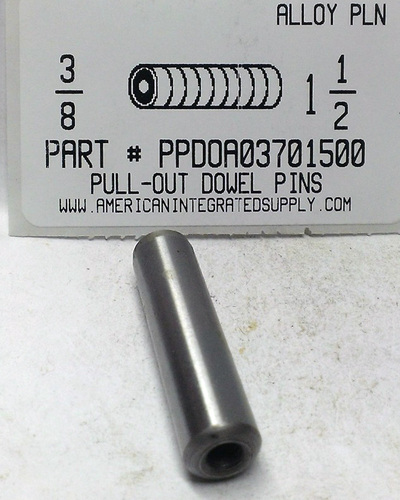 ALLOY PLN
3/8 1 1/2
PART # PPDOA03701500
PULL-OUT DOWEL PINS
WWW.AMERICANINTEGRATEDSUPPLY.COM